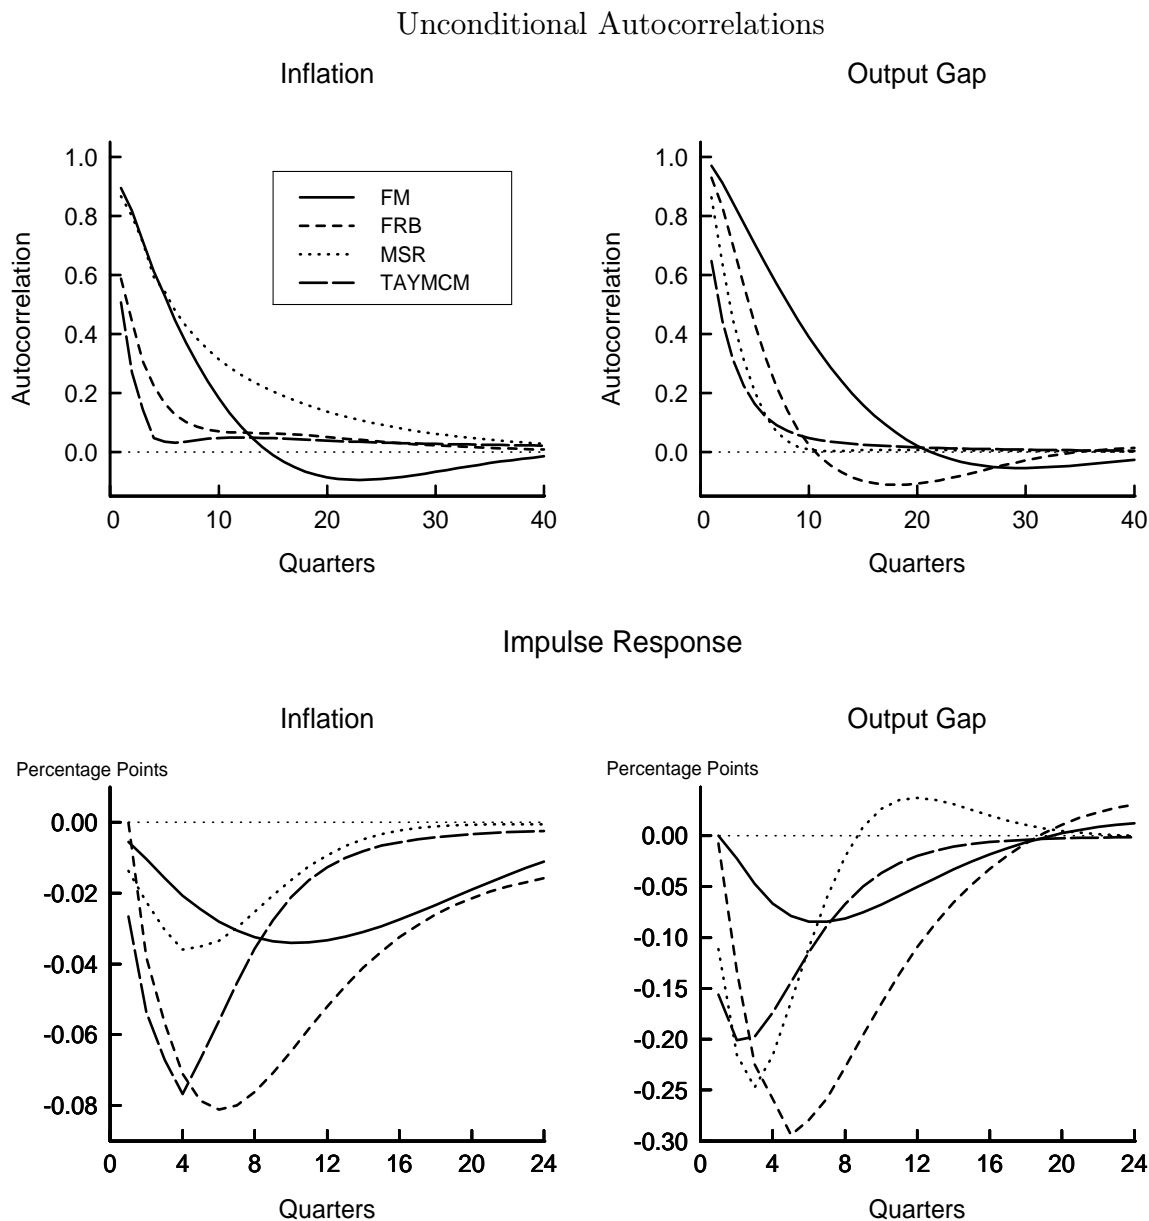 Unconditional Autocorrelations
Inflation
Autocorrelation
1.0
0.8
0.6
0.4
0.2
0.0
FM
FRB
MSR
TAYMCM
0 10 20 30 40
Quarters
Output Gap
Autocorrelation
1.0
0.8
0.6
0.4
0.2
0.0
0 10 20 30 40
Quarters
Impulse Response
Inflation
Percentage Points
0.00
-0.02
-0.04
-0.06
-0.08
0 4 8 12 16 20 24
Quarters
Output Gap
Percentage Points
0.00
-0.05
-0.10
-0.15
-0.20
-0.25
-0.30
0 4 8 12 16 20 24
Quarters